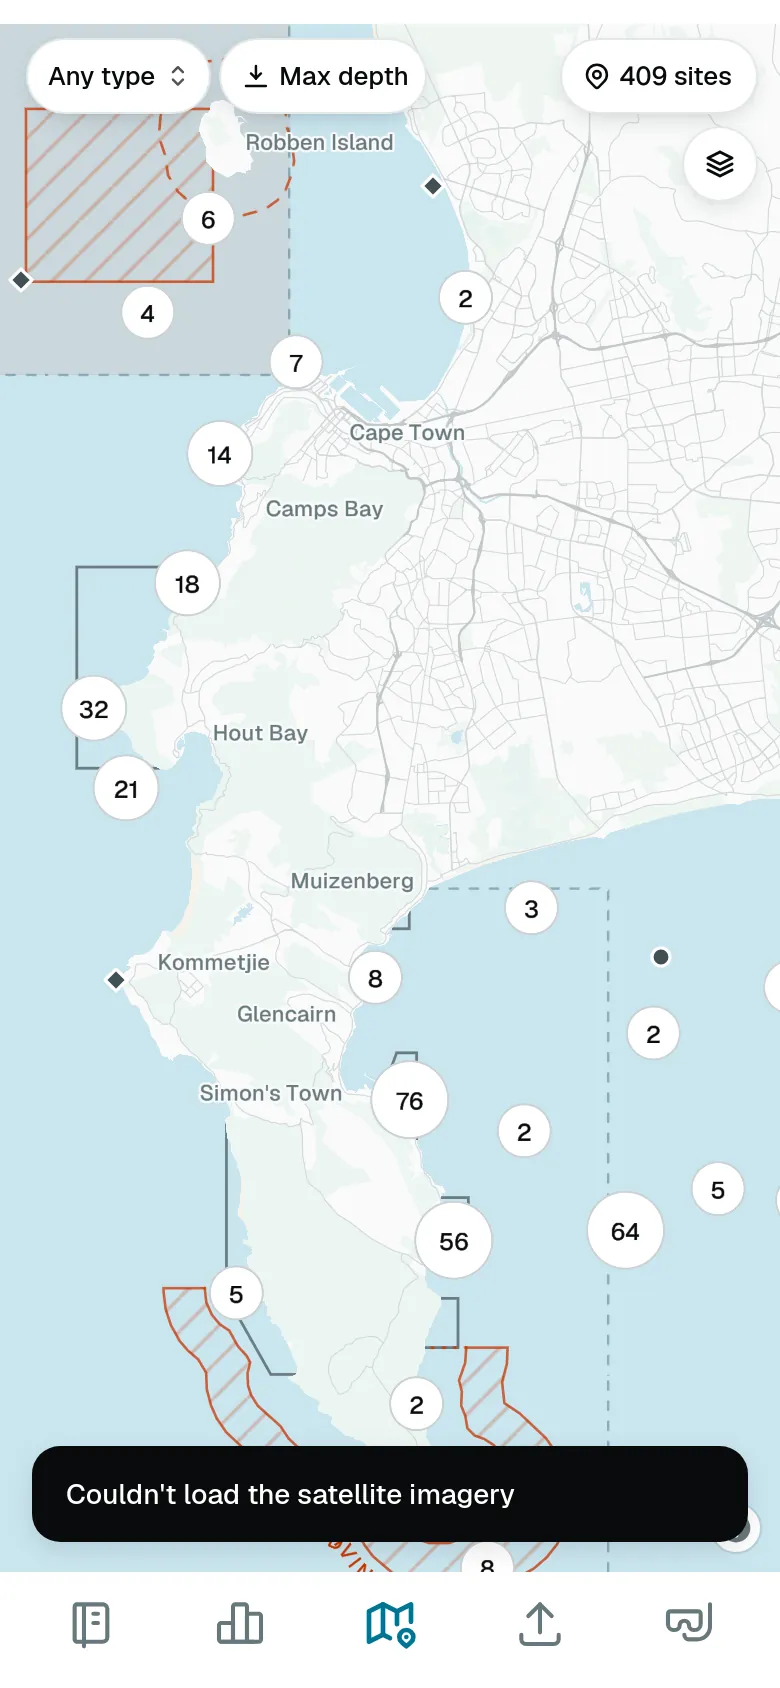 Any type
Max depth
409 sites
Robben Island
6
2
4
7
Cape Town
14
Camps Bay
18
32
Hout Bay
21
Muizenberg
3
Kommetjie
8
Glencairn
2
Simon's Town
76
2
5
56
64
5
2
Couldn't load the satellite imagery
8